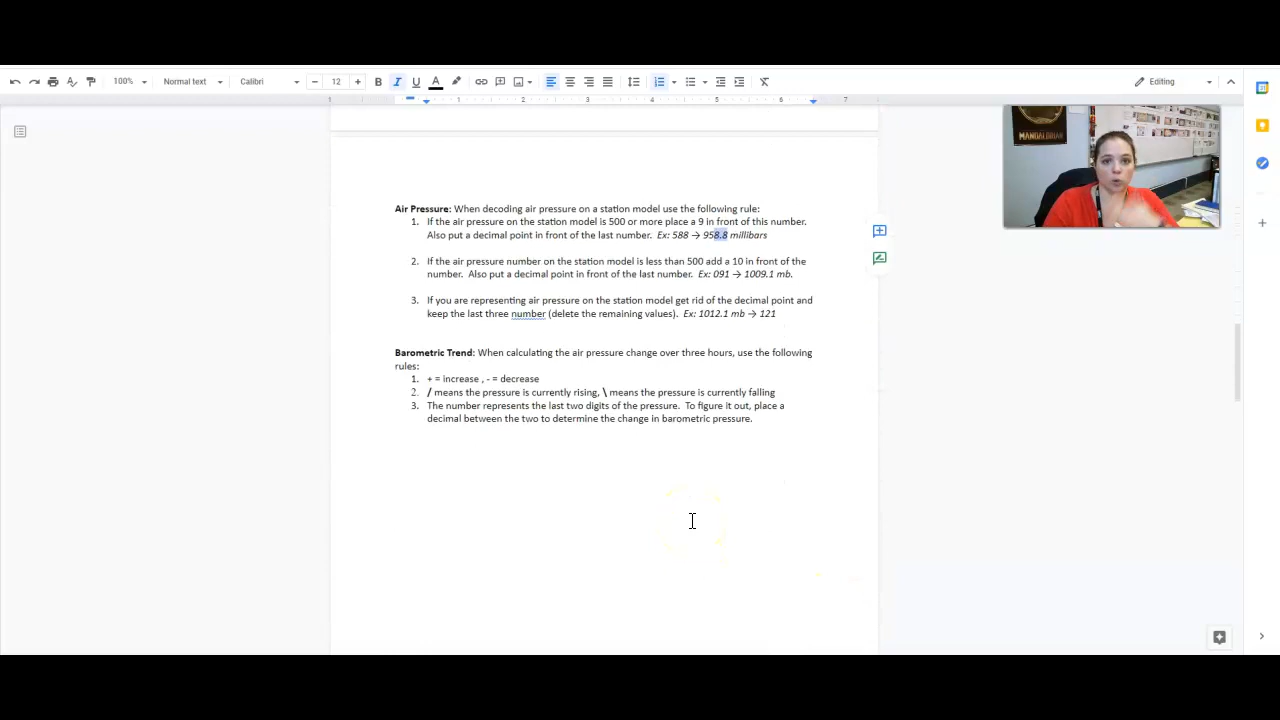 100% Normal text Calibri 12 B I U A Editing
1 1 2 3 4 5 6 7
MANDALORIAN
Air Pressure: When decoding air pressure on a station model use the following rule:
1. If the air pressure on the station model is 500 or more place a 9 in front of this number.
Also put a decimal point in front of the last number. Ex: 588 → 958.8 millibars
2. If the air pressure number on the station model is less than 500 add a 10 in front of the
number. Also put a decimal point in front of the last number. Ex: 091 → 1009.1 mb.
3. If you are representing air pressure on the station model get rid of the decimal point and
keep the last three number (delete the remaining values). Ex: 1012.1 mb → 121
Barometric Trend: When calculating the air pressure change over three hours, use the following
rules:
1. + = increase , - = decrease
2. / means the pressure is currently rising, \ means the pressure is currently falling
3. The number represents the last two digits of the pressure. To figure it out, place a
decimal between the two to determine the change in barometric pressure.